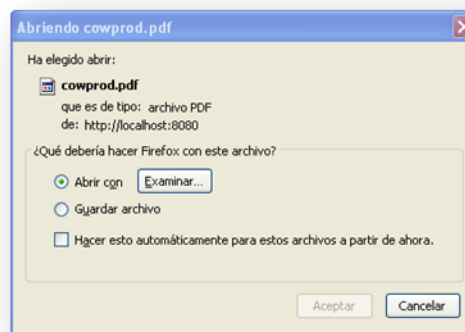 Abriendo cowprod.pdf
Ha elegido abrir:
cowprod.pdf
que es de tipo: archivo PDF
de: http://localhost:8080
¿Qué debería hacer Firefox con este archivo?
Abrir con Examinar...
Guardar archivo
Hacer esto automáticamente para estos archivos a partir de ahora.
Aceptar Cancelar